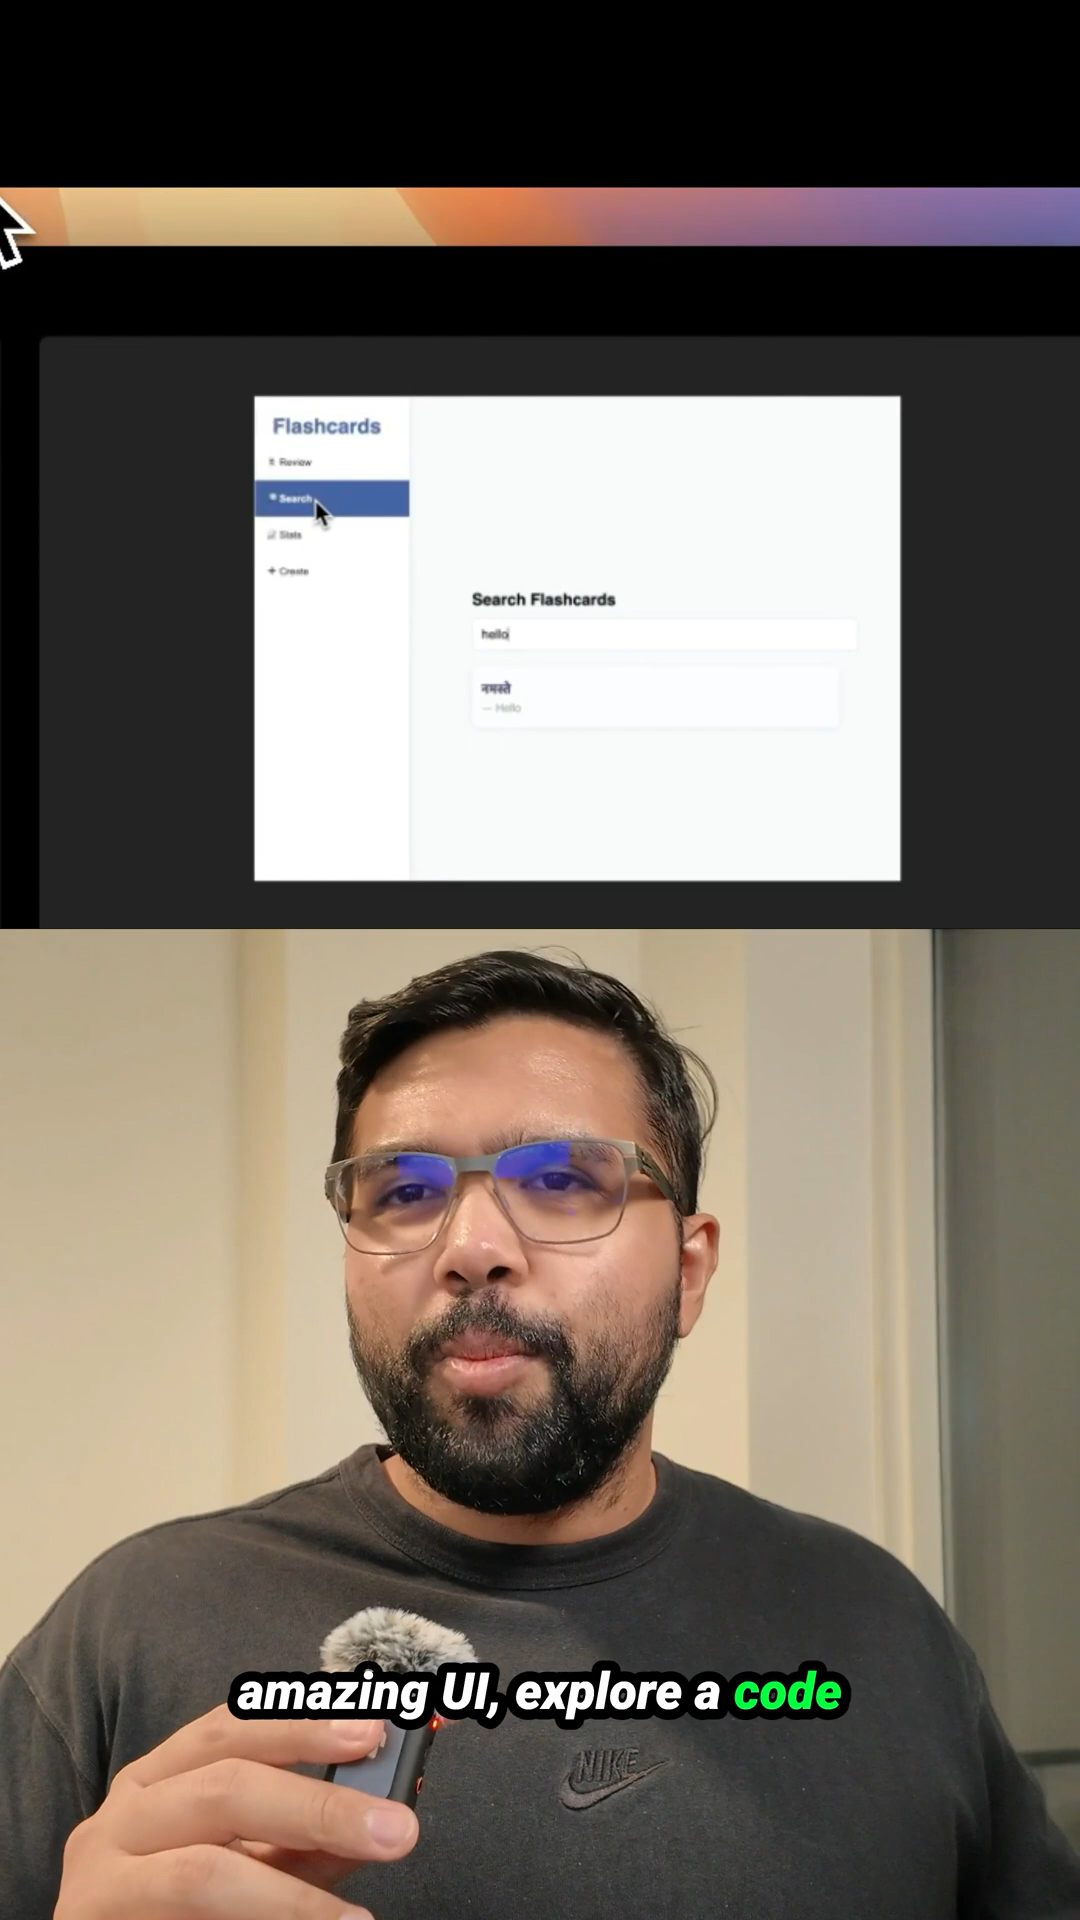 Flashcards
Review
Search
Stats
Create
Search Flashcards
hello
नमस्ते
— Hello
amazing UI, explore a code
NIKE